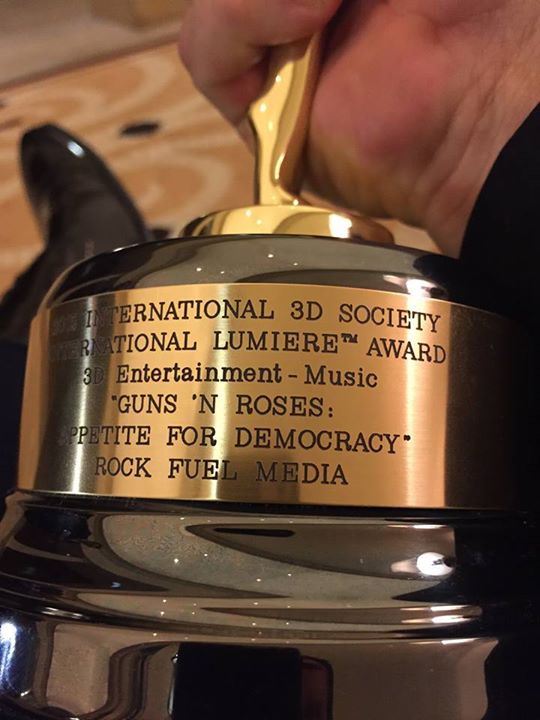 INTERNATIONAL 3D SOCIETY
INTERNATIONAL LUMIERE™ AWARD
3D Entertainment - Music
"GUNS 'N ROSES:
APPETITE FOR DEMOCRACY"
ROCK FUEL MEDIA